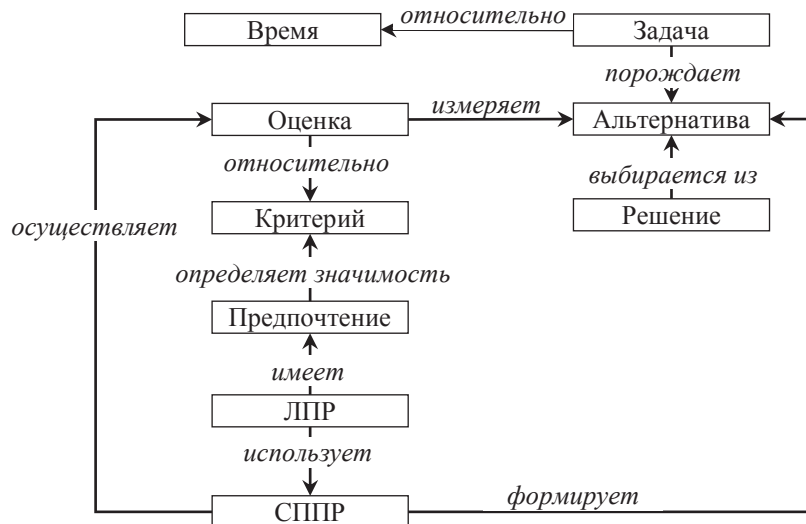 Время
относительно
Задача
порождает
Оценка
измеряет
Альтернатива
относительно
выбирается из
осуществляет
Критерий
Решение
определяет значимость
Предпочтение
имеет
ЛПР
использует
СППР
формирует